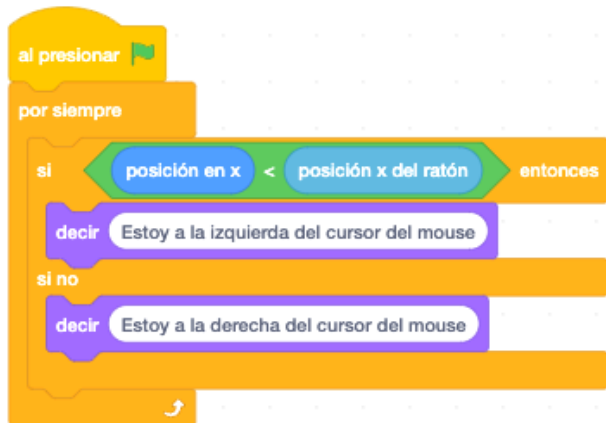 al presionar
por siempre
si posición en x < posición x del ratón entonces
decir Estoy a la izquierda del cursor del mouse
si no
decir Estoy a la derecha del cursor del mouse